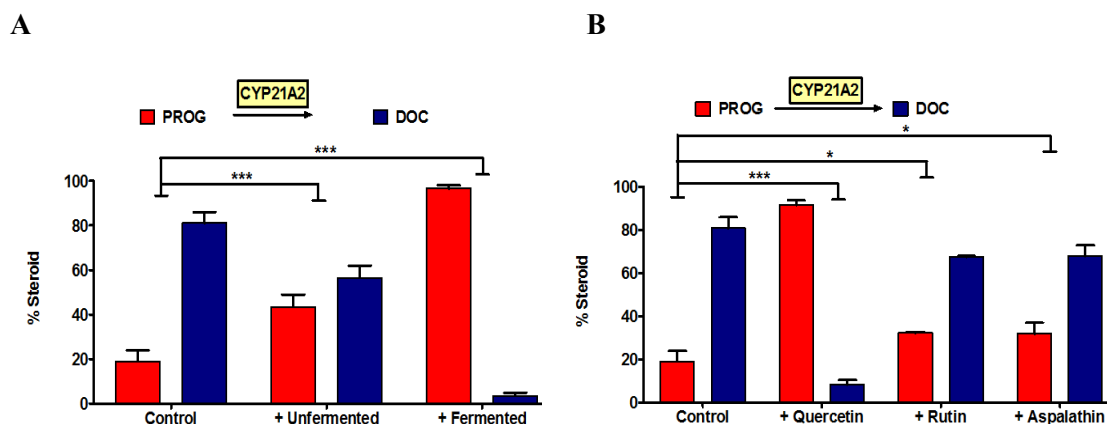 A
CYP21A2
PROG DOC
***
***
% Steroid
100
80
60
40
20
0
Control + Unfermented + Fermented
B
CYP21A2
PROG DOC
*
*
***
% Steroid
100
80
60
40
20
0
Control + Quercetin + Rutin + Aspalathin